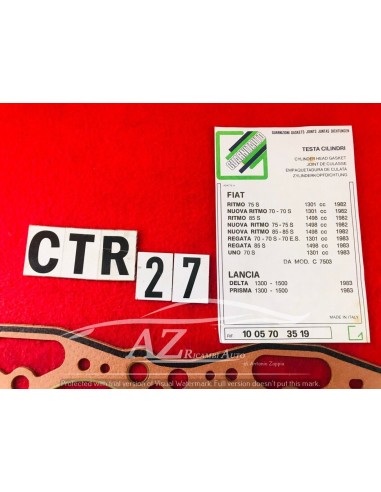 GUARNIZIONI GASKETS JOINTS JUNTAS DICHTUNGEN
TESTA CILINDRI
CYLINDER HEAD GASKET
JOINT DE CULASSE
EMPAQUETADURA DE CULATA
ZYLINDERKOPFDICHTUNG
FIAT
RITMO 75 S 1301 cc 1982
NUOVA RITMO 70-70 S 1301 cc 1982
RITMO 85 S 1498 cc 1982
NUOVA RITMO 75-75 S 1498 cc 1982
NUOVA RITMO 85-85 S 1498 cc 1982
REGATA 70 - 70 S - 70 E.S. 1301 cc 1983
REGATA 85 S 1498 cc 1983
UNO 70 S 1301 cc 1983
DA MOD. C 7503
LANCIA
DELTA 1300 - 1500 1983
PRISMA 1300 - 1500 1983
MADE IN ITALY
Nr. 10 05 70 35 19
CTR 27
AZ
RICAMBI AUTO
di Antonio Zappia
Protected with trial version of Visual Watermark. Full version doesn't put this mark.